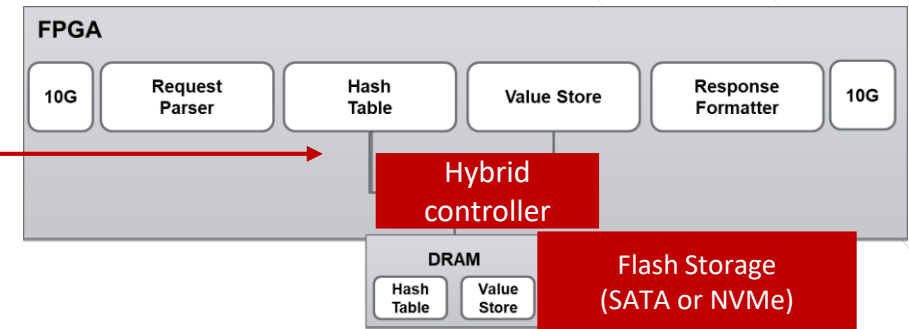 FPGA
10G
Request
Parser
Hash
Table
Value Store
Response
Formatter
10G
Hybrid
controller
DRAM
Hash
Table
Value
Store
Flash Storage
(SATA or NVMe)